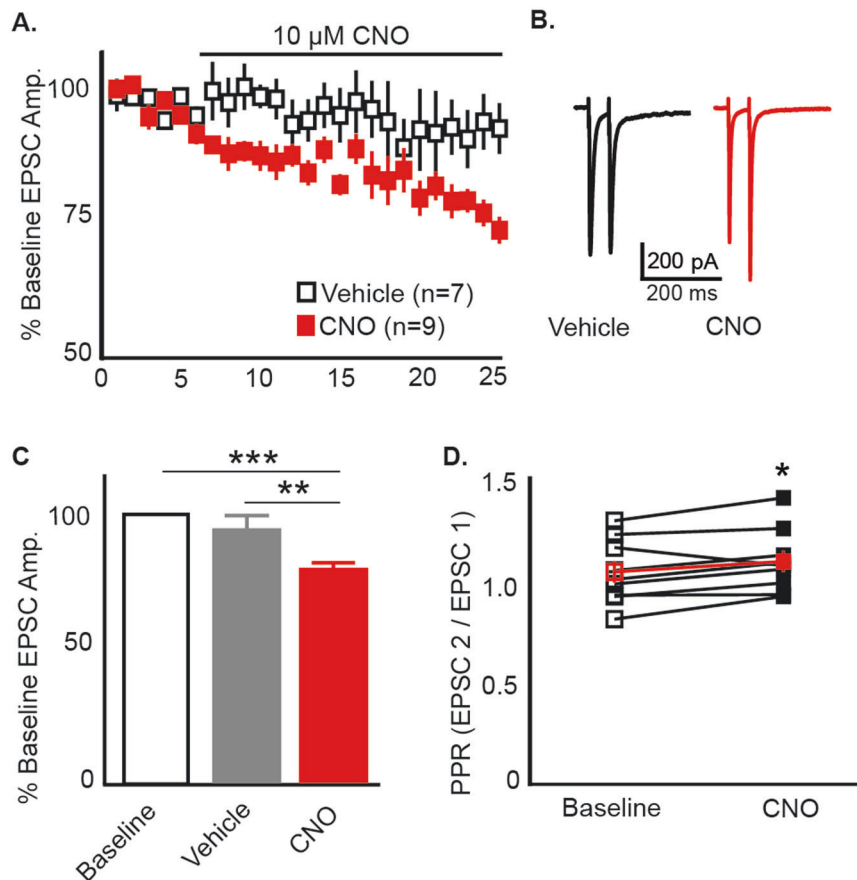 A.
10 µM CNO
% Baseline EPSC Amp.
100
75
50
0 5 10 15 20 25
Vehicle (n=7)
CNO (n=9)
B.
200 pA
200 ms
Vehicle CNO
C
% Baseline EPSC Amp.
100
50
0
***
**
Baseline Vehicle CNO
D.
PPR (EPSC 2 / EPSC 1)
1.5
1.0
0.5
0
*
Baseline CNO